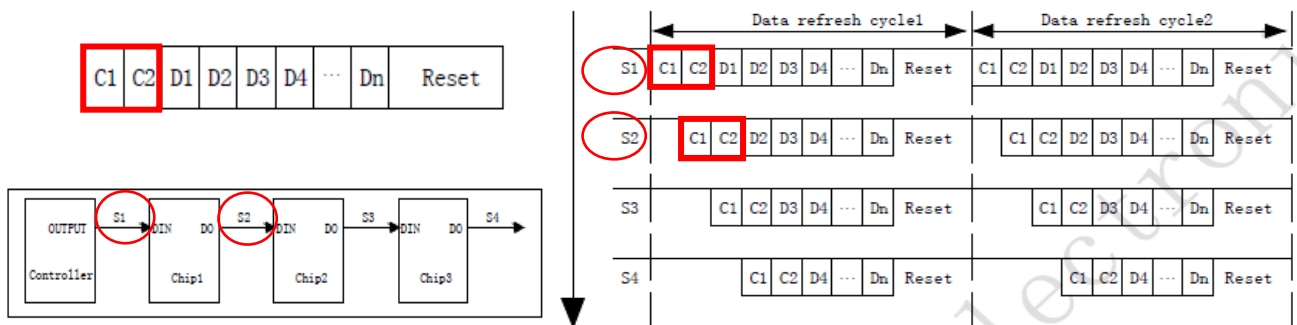 C1 C2 D1 D2 D3 D4 ... Dn Reset
S1 S2 S3 S4
OUTPUT DIN DO DIN DO DIN DO
Controller Chip1 Chip2 Chip3
Data refresh cycle1 Data refresh cycle2
S1 C1 C2 D1 D2 D3 D4 ... Dn Reset C1 C2 D1 D2 D3 D4 ... Dn Reset
S2 C1 C2 D2 D3 D4 ... Dn Reset C1 C2 D2 D3 D4 ... Dn Reset
S3 C1 C2 D3 D4 ... Dn Reset C1 C2 D3 D4 ... Dn Reset
S4 C1 C2 D4 ... Dn Reset C1 C2 D4 ... Dn Reset